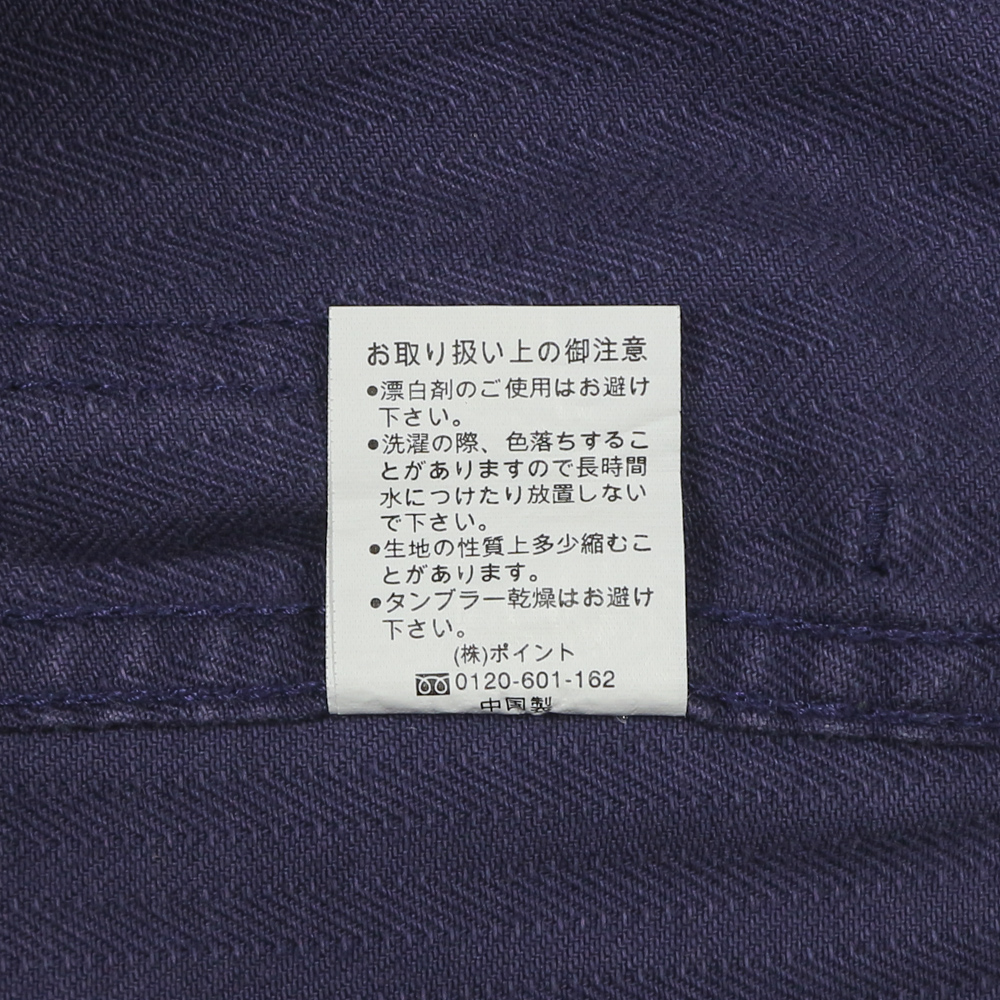 お取り扱い上の御注意
●漂白剤のご使用はお避け
下さい。
●洗濯の際、色落ちするこ
とがありますので長時間
水につけたり放置しない
で下さい。
●生地の性質上多少縮むこ
とがあります。
●タンブラー乾燥はお避け
下さい。
(株)ポイント
0120-601-162
中国製